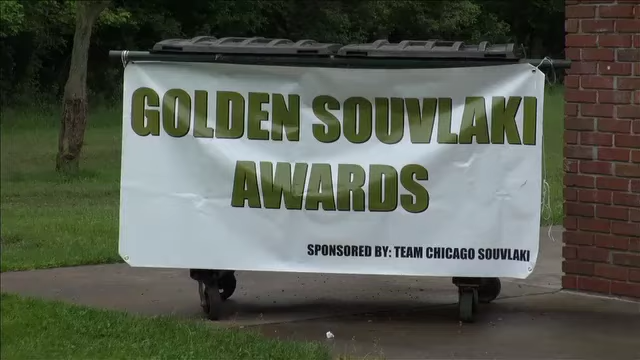 GOLDEN SOUVLAKI
AWARDS
SPONSORED BY: TEAM CHICAGO SOUVLAKI